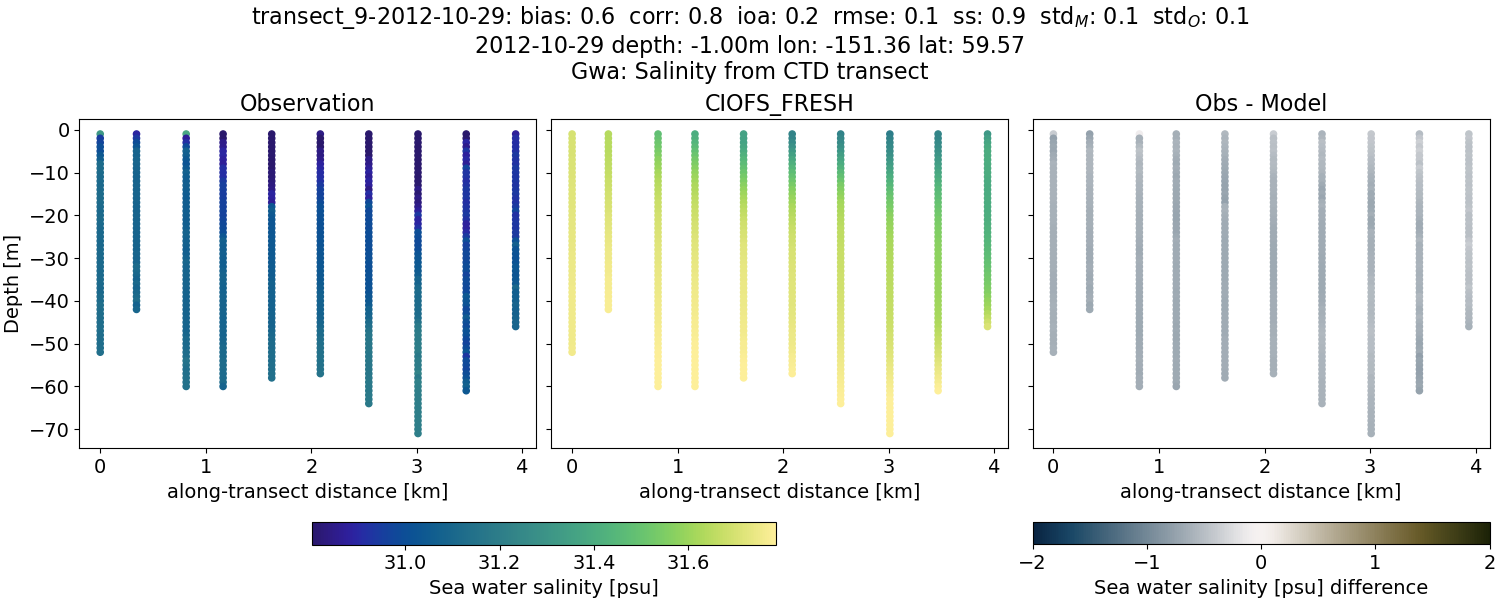 transect_9-2012-10-29: bias: 0.6 corr: 0.8 ioa: 0.2 rmse: 0.1 ss: 0.9 std_M: 0.1 std_O: 0.1
2012-10-29 depth: -1.00m lon: -151.36 lat: 59.57
Gwa: Salinity from CTD transect
Observation
CIOFS_FRESH
Obs - Model
0
−10
−20
−30
−40
−50
−60
−70
Depth [m]
0 1 2 3 4
0 1 2 3 4
0 1 2 3 4
along-transect distance [km]
along-transect distance [km]
along-transect distance [km]
31.0 31.2 31.4 31.6
Sea water salinity [psu]
−2 −1 0 1 2
Sea water salinity [psu] difference